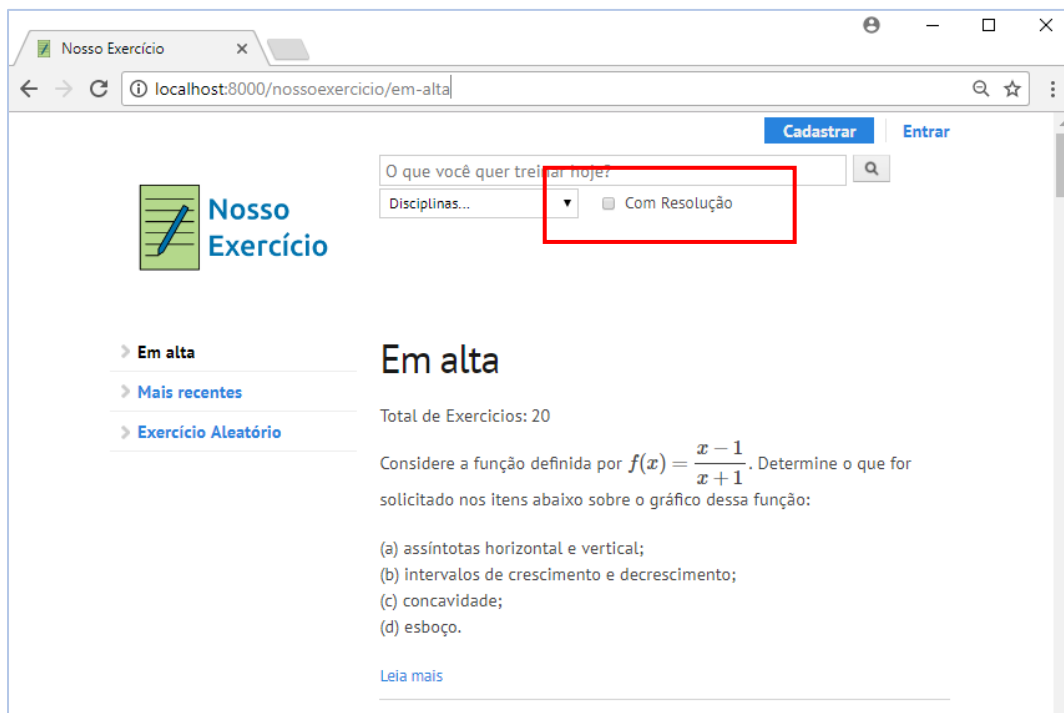 Nosso Exercício
localhost:8000/nossoexercicio/em-alta
Cadastrar Entrar
O que você quer treinar hoje?
Disciplinas... Com Resolução
Nosso
Exercício
Em alta
Mais recentes
Exercício Aleatório
Em alta
Total de Exercicios: 20
Considere a função definida por f(x) = \frac{x-1}{x+1}. Determine o que for
solicitado nos itens abaixo sobre o gráfico dessa função:
(a) assíntotas horizontal e vertical;
(b) intervalos de crescimento e decrescimento;
(c) concavidade;
(d) esboço.
Leia mais